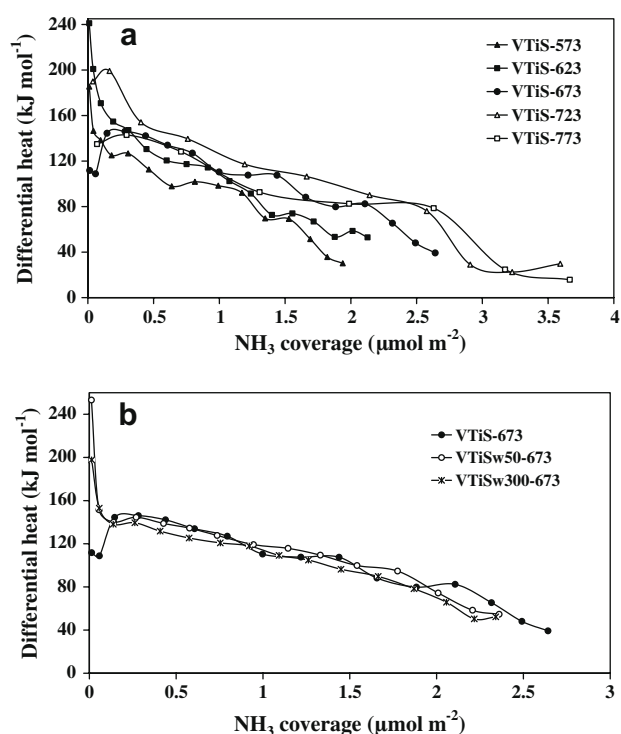 a
VTiS-573
VTiS-623
VTiS-673
VTiS-723
VTiS-773
Differential heat (kJ mol⁻¹)
240
200
160
120
80
40
0
0 0.5 1 1.5 2 2.5 3 3.5 4
NH₃ coverage (μmol m⁻²)
b
VTiS-673
VTiSw50-673
VTiSw300-673
Differential heat (kJ mol⁻¹)
240
200
160
120
80
40
0
0 0.5 1 1.5 2 2.5 3
NH₃ coverage (μmol m⁻²)